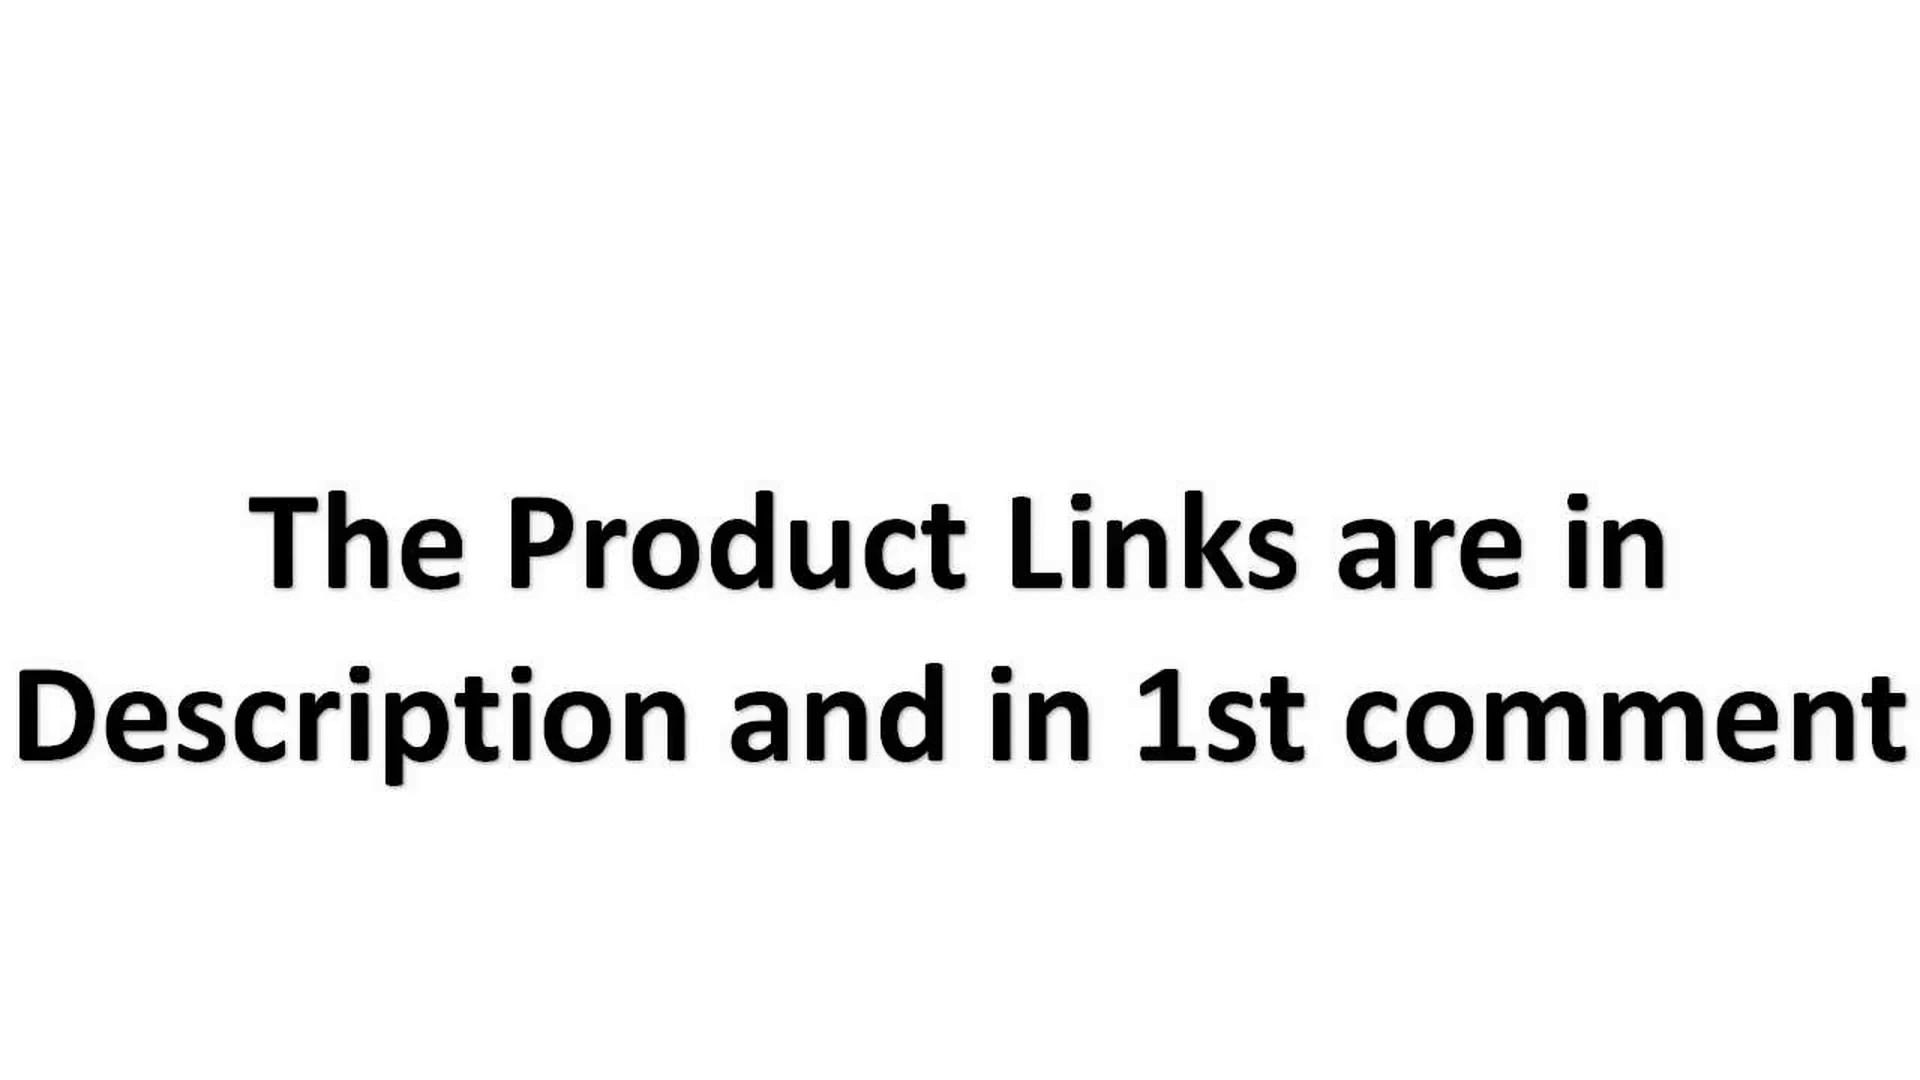 The Product Links are in
Description and in 1st comment